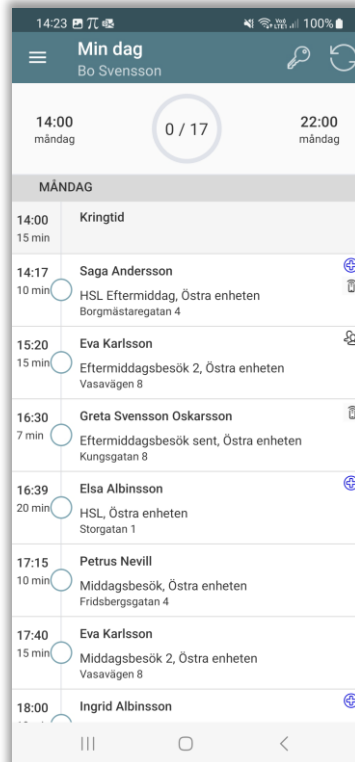 14:23 100%
Min dag
Bo Svensson
14:00 0 / 17 22:00
måndag måndag
MÅNDAG
14:00 Kringtid
15 min
14:17 Saga Andersson
10 min HSL Eftermiddag, Östra enheten
Borgmästaregatan 4
15:20 Eva Karlsson
15 min Eftermiddagsbesök 2, Östra enheten
Vasavägen 8
16:30 Greta Svensson Oskarsson
7 min Eftermiddagsbesök sent, Östra enheten
Kungsgatan 8
16:39 Elsa Albinsson
20 min HSL, Östra enheten
Storgatan 1
17:15 Petrus Nevill
10 min Middagsbesök, Östra enheten
Fridsbergsgatan 4
17:40 Eva Karlsson
15 min Middagsbesök 2, Östra enheten
Vasavägen 8
18:00 Ingrid Albinsson